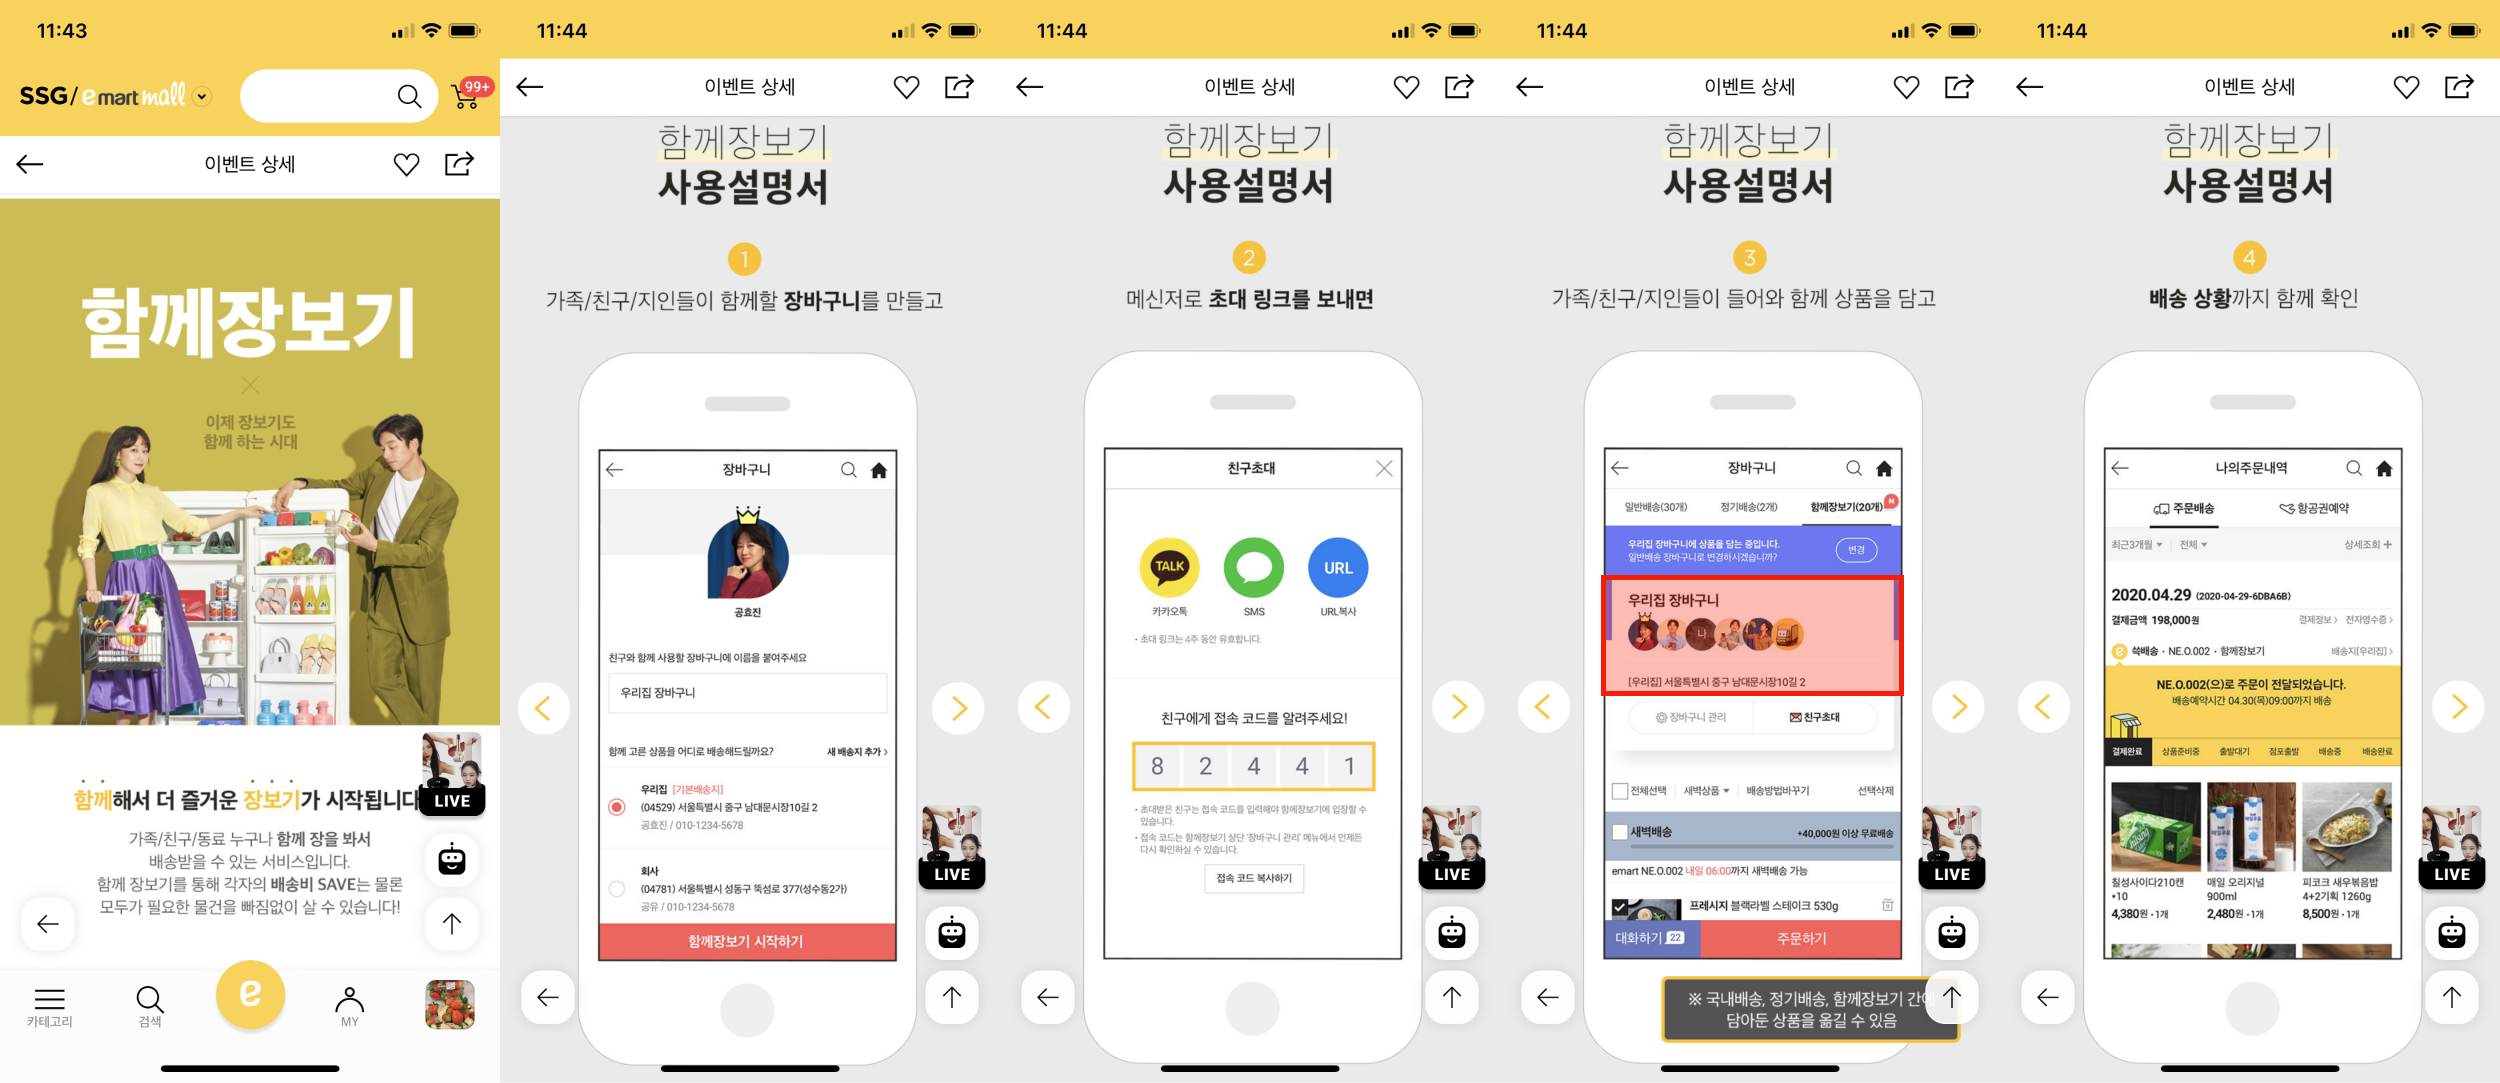 11:43
SSG/emart mall
99+
이벤트 상세
함께장보기
이제 장보기도
함께 하는 시대
함께해서 더 즐거운 장보기가 시작됩니다
가족/친구/동료 누구나 함께 장을 봐서
배송받을 수 있는 서비스입니다.
함께 장보기를 통해 각자의 배송비 SAVE는 물론
모두가 필요한 물건을 빠짐없이 살 수 있습니다!
LIVE
카테고리
검색
e
MY
11:44
이벤트 상세
함께장보기
사용설명서
1
가족/친구/지인들이 함께할 장바구니를 만들고
장바구니
공효진
친구와 함께 사용할 장바구니에 이름을 붙여주세요
우리집 장바구니
함께 고른 상품을 어디로 배송해드릴까요? 새 배송지 추가 >
우리집 [기본배송지]
(04529) 서울특별시 중구 남대문시장10길 2
공효진 / 010-1234-5678
회사
(04781) 서울특별시 성동구 뚝섬로 377(성수동2가)
공유 / 010-1234-5678
함께장보기 시작하기
LIVE
11:44
이벤트 상세
함께장보기
사용설명서
2
메신저로 초대 링크를 보내면
친구초대
TALK
URL
카카오톡
SMS
URL복사
• 초대 링크는 4주 동안 유효합니다.
친구에게 접속 코드를 알려주세요!
8 2 4 4 1
• 초대받은 친구는 접속 코드를 입력해야 함께장보기에 입장할 수
있습니다.
• 접속 코드는 함께장보기 상단 '장바구니 관리' 메뉴에서 언제든
다시 확인하실 수 있습니다.
접속 코드 복사하기
LIVE
11:44
이벤트 상세
함께장보기
사용설명서
3
가족/친구/지인들이 들어와 함께 상품을 담고
장바구니
일반배송(30개) 정기배송(2개) 함께장보기(20개) N
우리집 장바구니에 상품을 담는 중입니다.
일반배송 장바구니로 변경하시겠습니까?
변경
우리집 장바구니
나
[우리집] 서울특별시 중구 남대문시장10길 2
장바구니 관리 친구초대
전체선택 새벽상품 배송방법바꾸기 선택삭제
새벽배송 +40,000원 이상 무료배송
emart NE.O.002 내일 06:00까지 새벽배송 가능
프레시지 블랙라벨 스테이크 530g
대화하기 22 주문하기
※ 국내배송, 정기배송, 함께장보기 간에
담아둔 상품을 옮길 수 있음
LIVE
11:44
이벤트 상세
함께장보기
사용설명서
4
배송 상황까지 함께 확인
나의주문내역
주문배송 항공권예약
최근3개월 전체 상세조회 +
2020.04.29 (2020-04-29-6DBA6B)
결제금액 198,000원 결제정보 > 전자영수증 >
e 쓱배송 • NE.O.002 • 함께장보기 배송지[우리집] >
NE.O.002(으)로 주문이 전달되었습니다.
배송예약시간 04.30(목)09:00까지 배송
결제완료 상품준비중 출발대기 점포출발 배송중 배송완료
칠성사이다210캔
*10
4,380원 • 1개
매일 오리지널
900ml
2,480원 • 1개
피코크 새우볶음밥
4+2기획 1260g
8,500원 • 1개
LIVE